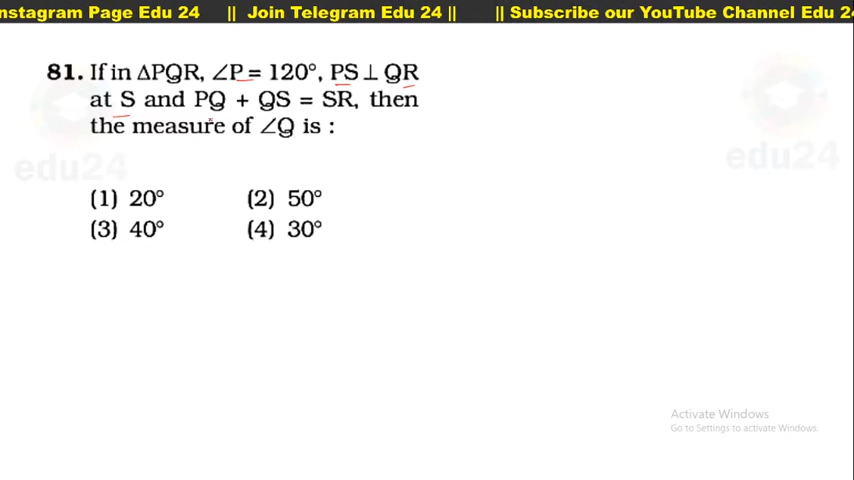 nstagram Page Edu 24 || Join Telegram Edu 24 || || Subscribe our YouTube Channel Edu 2
81. If in ΔPQR, ∠P = 120°, PS ⊥ QR
at S and PQ + QS = SR, then
the measure of ∠Q is :
edu24
edu24
(1) 20° (2) 50°
(3) 40° (4) 30°
Activate Windows
Go to Settings to activate Windows.